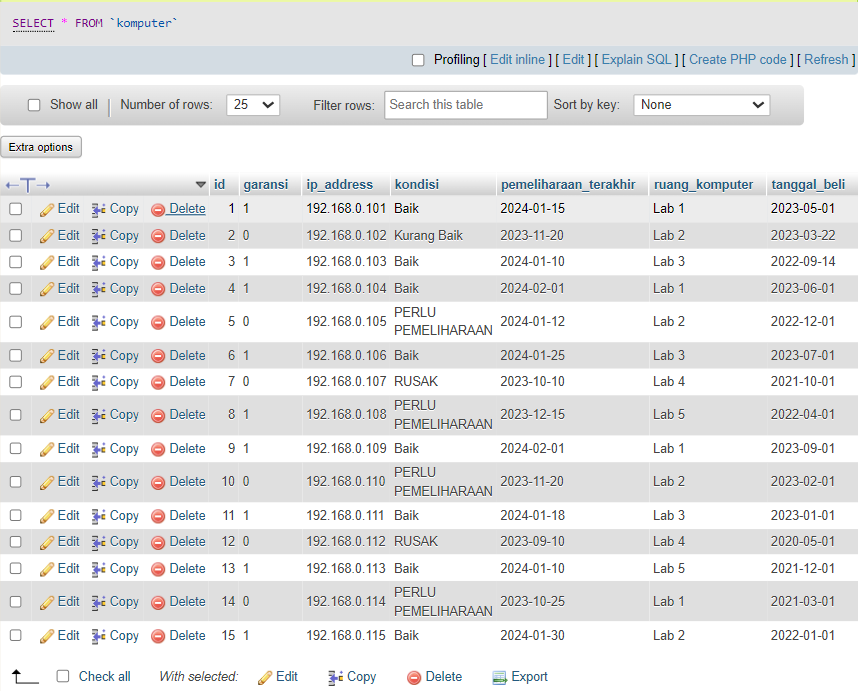 SELECT * FROM `komputer`
Profiling [ Edit inline ] [ Edit ] [ Explain SQL ] [ Create PHP code ] [ Refresh ]
Show all | Number of rows: 25 Filter rows: Search this table Sort by key: None
Extra options
←T→ id garansi ip_address kondisi pemeliharaan_terakhir ruang_komputer tanggal_beli
Edit Copy Delete 1 1 192.168.0.101 Baik 2024-01-15 Lab 1 2023-05-01
Edit Copy Delete 2 0 192.168.0.102 Kurang Baik 2023-11-20 Lab 2 2023-03-22
Edit Copy Delete 3 1 192.168.0.103 Baik 2024-01-10 Lab 3 2022-09-14
Edit Copy Delete 4 1 192.168.0.104 Baik 2024-02-01 Lab 1 2023-06-01
Edit Copy Delete 5 0 192.168.0.105 PERLU PEMELIHARAAN 2024-01-12 Lab 2 2022-12-01
Edit Copy Delete 6 1 192.168.0.106 Baik 2024-01-25 Lab 3 2023-07-01
Edit Copy Delete 7 0 192.168.0.107 RUSAK 2023-10-10 Lab 4 2021-10-01
Edit Copy Delete 8 1 192.168.0.108 PERLU PEMELIHARAAN 2023-12-15 Lab 5 2022-04-01
Edit Copy Delete 9 1 192.168.0.109 Baik 2024-02-01 Lab 1 2023-09-01
Edit Copy Delete 10 0 192.168.0.110 PERLU PEMELIHARAAN 2023-11-20 Lab 2 2023-02-01
Edit Copy Delete 11 1 192.168.0.111 Baik 2024-01-18 Lab 3 2023-01-01
Edit Copy Delete 12 0 192.168.0.112 RUSAK 2023-09-10 Lab 4 2020-05-01
Edit Copy Delete 13 1 192.168.0.113 Baik 2024-01-10 Lab 5 2021-12-01
Edit Copy Delete 14 0 192.168.0.114 PERLU PEMELIHARAAN 2023-10-25 Lab 1 2021-03-01
Edit Copy Delete 15 1 192.168.0.115 Baik 2024-01-30 Lab 2 2022-01-01
Check all With selected: Edit Copy Delete Export